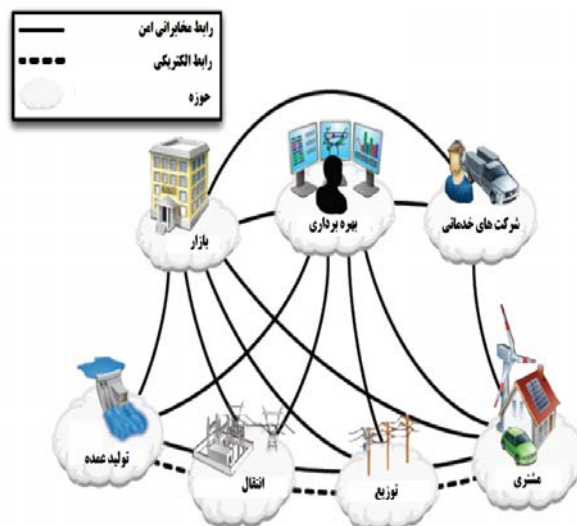 رابط مخابراتی امن
رابط الکتریکی
حوزه
بازار
بهره برداری
شرکت های خدماتی
تولید عمده
انتقال
توزیع
مشتری